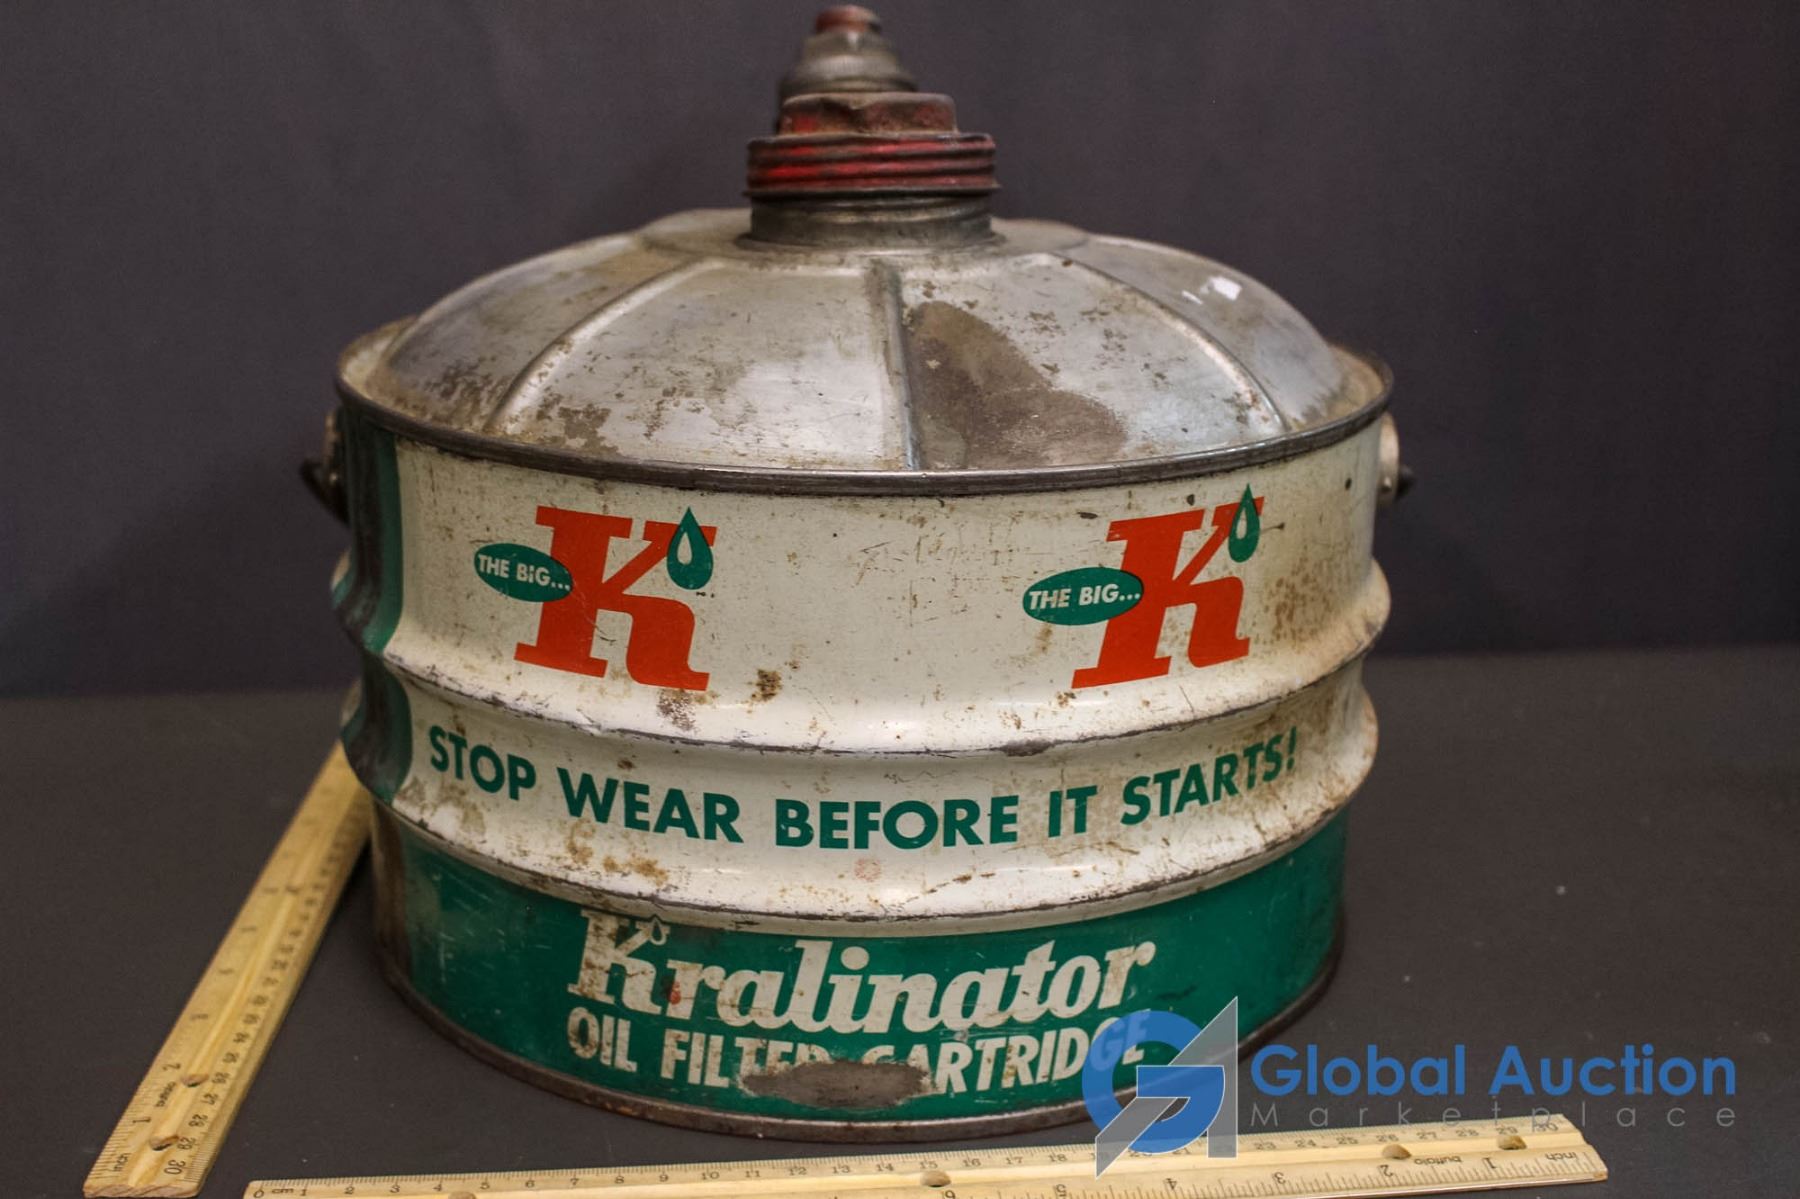 THE BIG... K
THE BIG... K
STOP WEAR BEFORE IT STARTS!
Kralinator
OIL FILTER CARTRIDGE
Global Auction
Marketplace